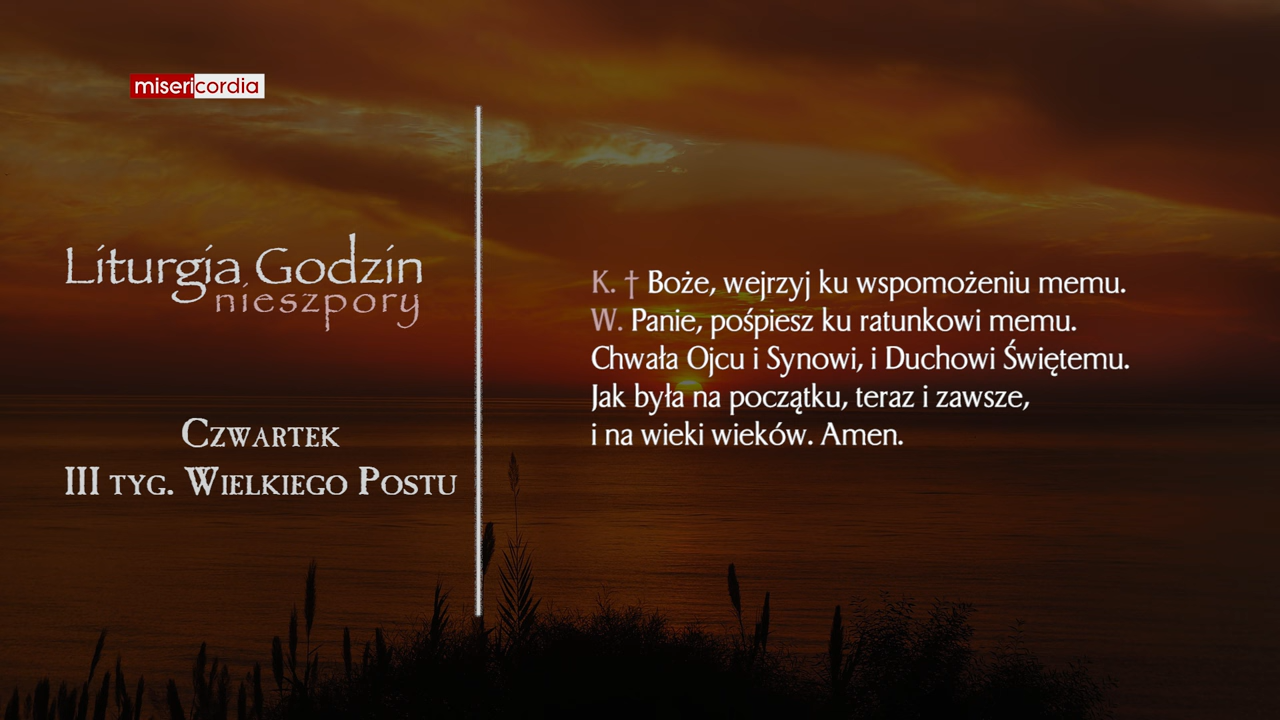 misericordia
Liturgia Godzin
nieszpory
Czwartek
III tyg. Wielkiego Postu
K. † Boże, wejrzyj ku wspomożeniu memu.
W. Panie, pośpiesz ku ratunkowi memu.
Chwała Ojcu i Synowi, i Duchowi Świętemu.
Jak była na początku, teraz i zawsze,
i na wieki wieków. Amen.